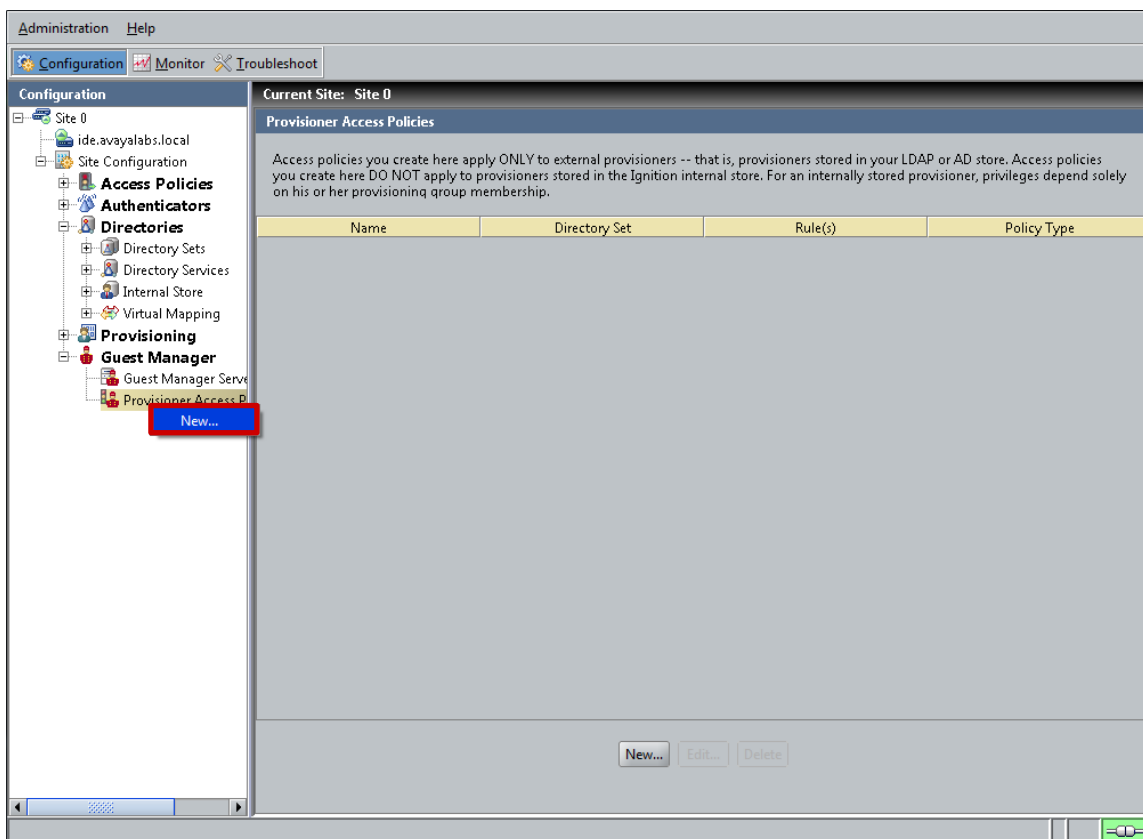 Administration Help
Configuration Monitor Troubleshoot
Configuration
Site 0
ide.avayalabs.local
Site Configuration
Access Policies
Authenticators
Directories
Directory Sets
Directory Services
Internal Store
Virtual Mapping
Provisioning
Guest Manager
Guest Manager Serve
Provisioner Access P
New...
Current Site: Site 0
Provisioner Access Policies
Access policies you create here apply ONLY to external provisioners -- that is, provisioners stored in your LDAP or AD store. Access policies
you create here DO NOT apply to provisioners stored in the Ignition internal store. For an internally stored provisioner, privileges depend solely
on his or her provisioning group membership.
Name Directory Set Rule(s) Policy Type
New... Edit... Delete